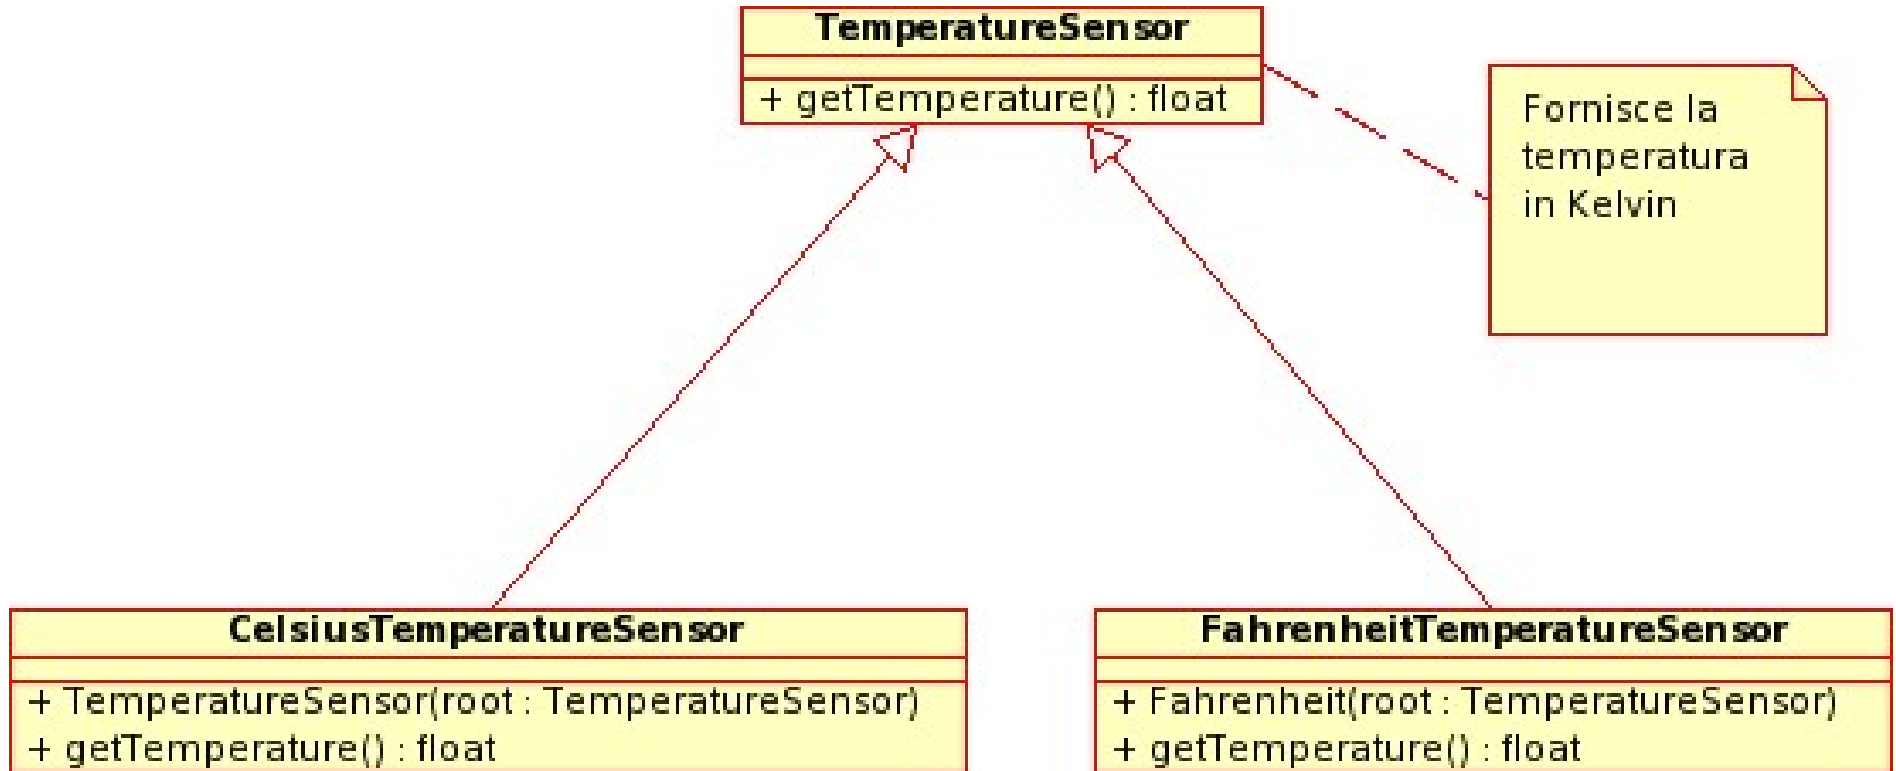 TemperatureSensor
+ getTemperature() : float
Fornisce la
temperatura
in Kelvin
CelsiusTemperatureSensor
+ TemperatureSensor(root : TemperatureSensor)
+ getTemperature() : float
FahrenheitTemperatureSensor
+ Fahrenheit(root : TemperatureSensor)
+ getTemperature() : float